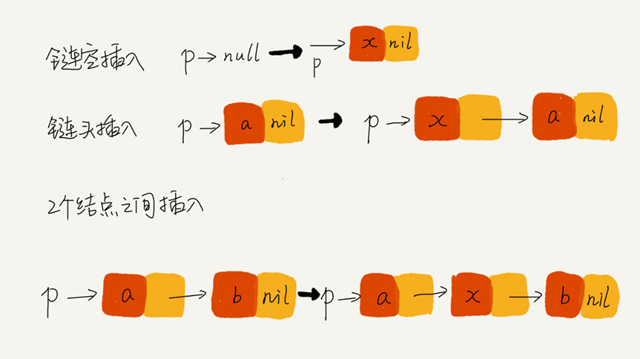 链空插入 p→null → p→ x nil
链头插入 p→ a nil → p→ x → a nil
2个结点之间插入
p→ a → b nil → p→ a → x → b nil